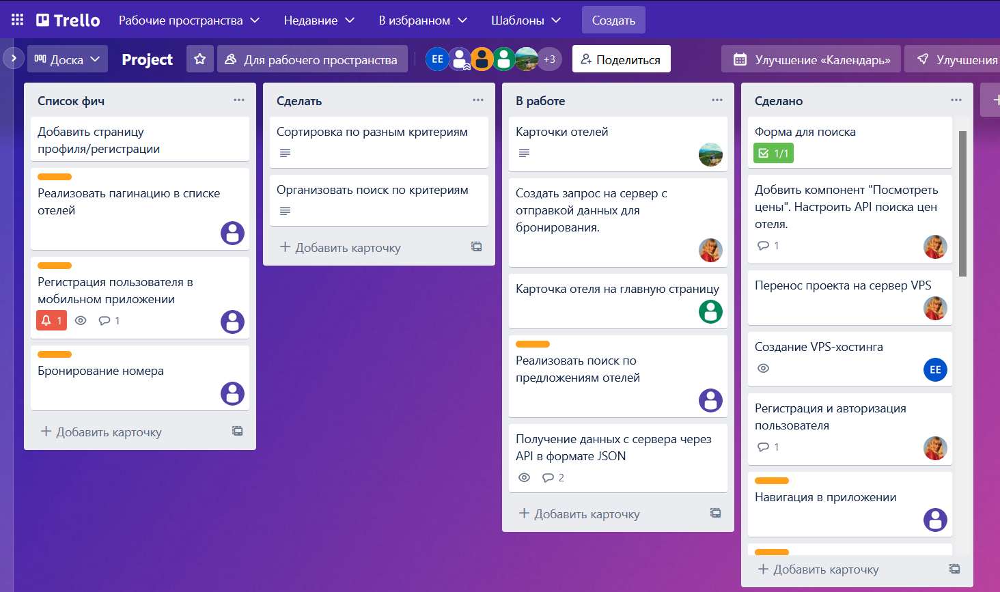 Trello Рабочие пространства Недавние В избранном Шаблоны Создать
Доска Project Для рабочего пространства EE +3 Поделиться Улучшение «Календарь» Улучшения
Список фич
Добавить страницу
профиля/регистрации
Реализовать пагинацию в списке
отелей
Регистрация пользователя в
мобильном приложении
1 1
Бронирование номера
Добавить карточку
Сделать
Сортировка по разным критериям
Организовать поиск по критериям
Добавить карточку
В работе
Карточки отелей
Создать запрос на сервер с
отправкой данных для
бронирования.
Карточка отеля на главную страницу
Реализовать поиск по
предложениям отелей
Получение данных с сервера через
API в формате JSON
2
Добавить карточку
Сделано
Форма для поиска
1/1
Добвить компонент "Посмотреть
цены". Настроить API поиска цен
отеля.
1
Перенос проекта на сервер VPS
Создание VPS-хостинга
EE
Регистрация и авторизация
пользователя
1
Навигация в приложении
Добавить карточку